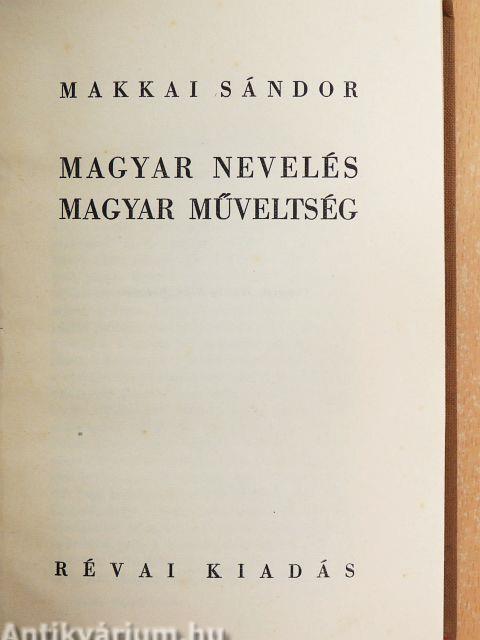 MAKKAI SÁNDOR
MAGYAR NEVELÉS
MAGYAR MŰVELTSÉG
RÉVAI KIADÁS
Antikvárium.hu